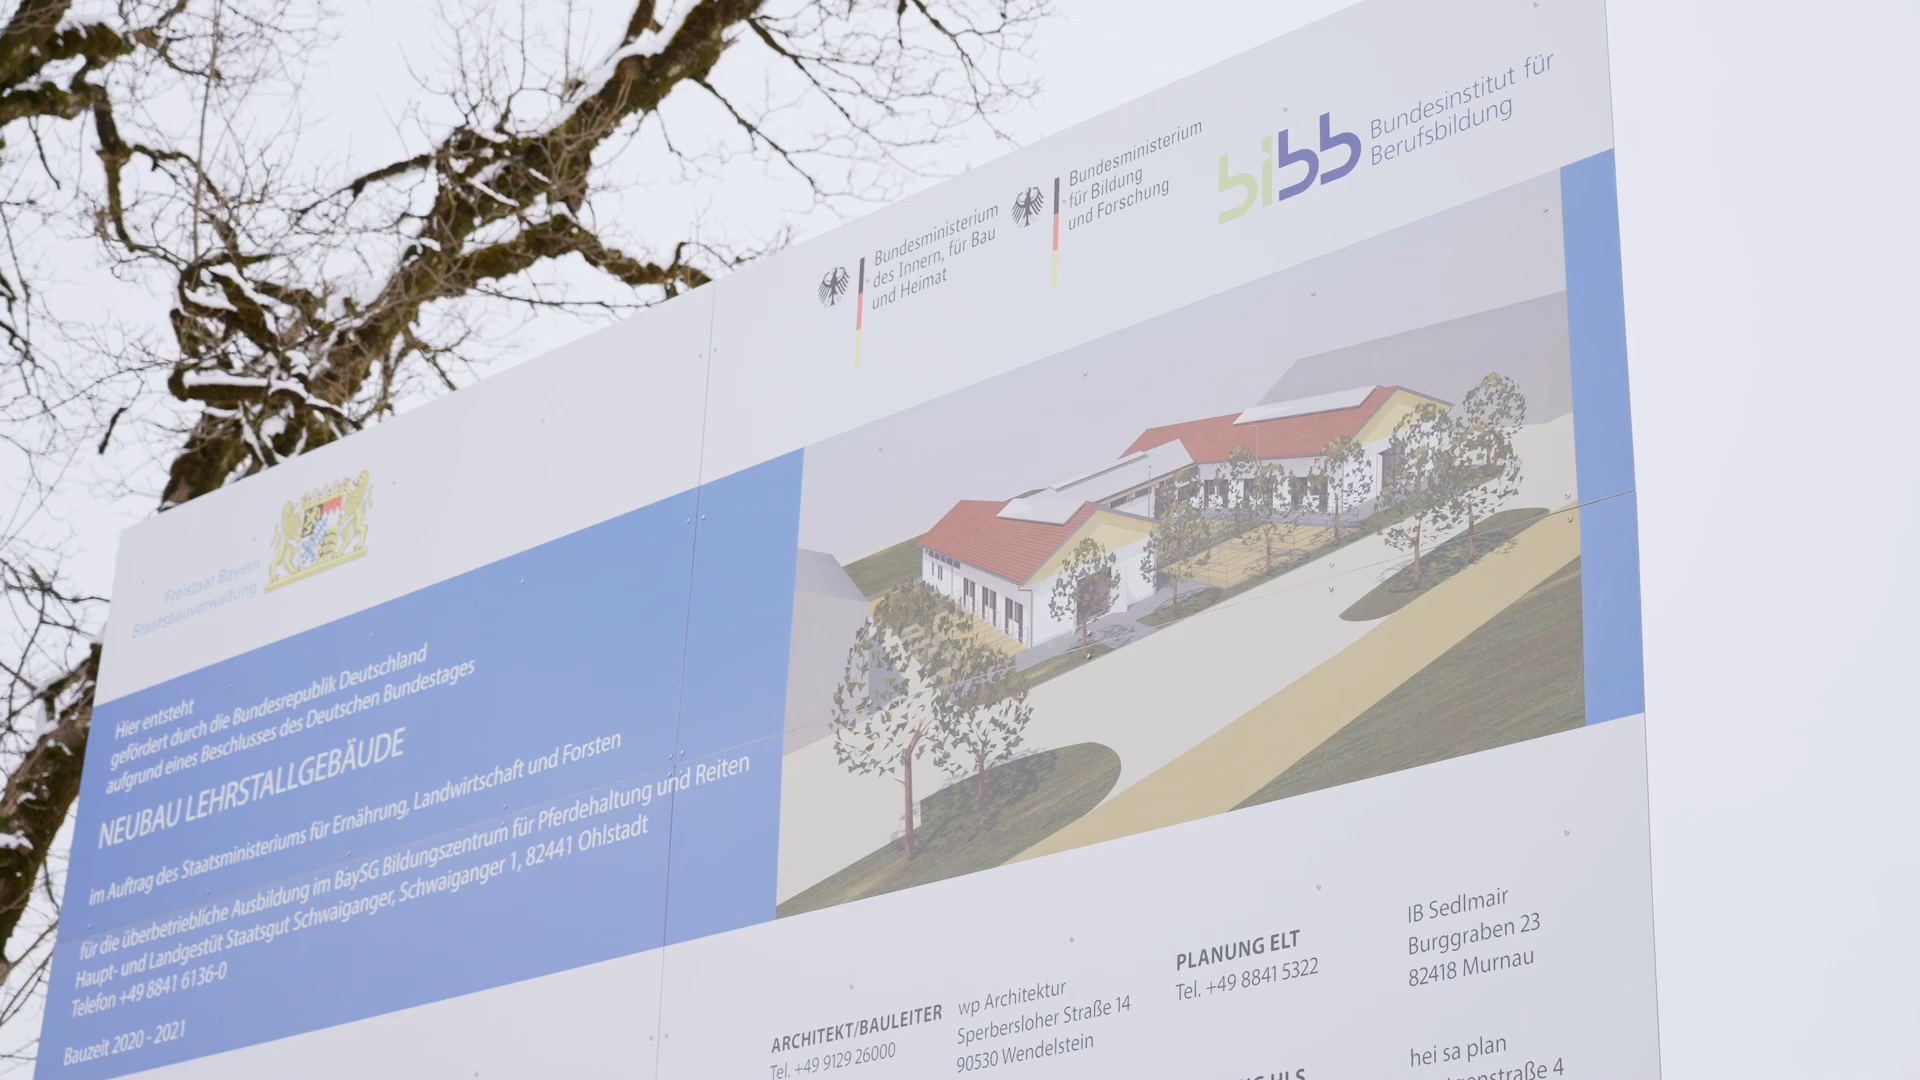 Bundesministerium
des Innern, für Bau
und Heimat
Bundesministerium
für Bildung
und Forschung
bibb
Bundesinstitut für
Berufsbildung
Freistaat Bayern
Staatsbauverwaltung
Hier entsteht
gefördert durch die Bundesrepublik Deutschland
aufgrund eines Beschlusses des Deutschen Bundestages
NEUBAU LEHRSTALLGEBÄUDE
im Auftrag des Staatsministeriums für Ernährung, Landwirtschaft und Forsten
für die überbetriebliche Ausbildung im BaySG Bildungszentrum für Pferdehaltung und Reiten
Haupt- und Landgestüt Staatsgut Schwaiganger, Schwaiganger 1, 82441 Ohlstadt
Telefon +49 8841 6136-0
Bauzeit 2020 - 2021
ARCHITEKT/BAULEITER
Tel. +49 9129 26000
wp Architektur
Sperbersloher Straße 14
90530 Wendelstein
PLANUNG ELT
Tel. +49 8841 5322
IB Sedlmair
Burggraben 23
82418 Murnau
HLS
hei sa plan
4